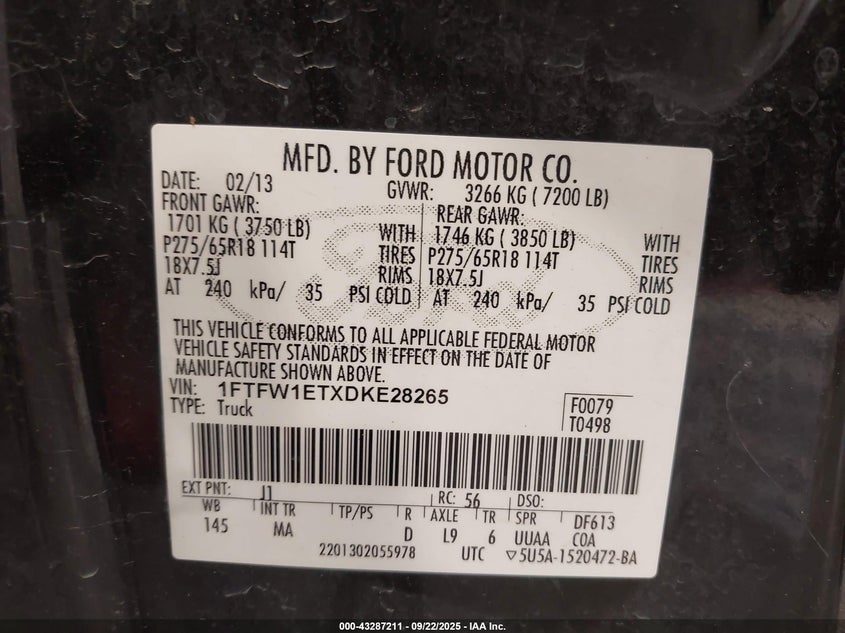 MFD. BY FORD MOTOR CO.
DATE: 02/13 GVWR: 3266 KG ( 7200 LB)
FRONT GAWR: REAR GAWR:
1701 KG ( 3750 LB) WITH 1746 KG ( 3850 LB) WITH
P275/65R18 114T TIRES P275/65R18 114T TIRES
18X7.5J RIMS 18X7.5J RIMS
AT 240 kPa/ 35 PSI COLD AT 240 kPa/ 35 PSI COLD
THIS VEHICLE CONFORMS TO ALL APPLICABLE FEDERAL MOTOR
VEHICLE SAFETY STANDARDS IN EFFECT ON THE DATE OF
MANUFACTURE SHOWN ABOVE.
VIN: 1FTFW1ETXDKE28265 F0079
TYPE: Truck T0498
EXT PNT: J1 RC: 56 DSO:
WB INT TR TP/PS R AXLE TR SPR DF613
145 MA D L9 6 UUAA COA
2201302055978 UTC ▽5U5A-1520472-BA
Ford
000-43287211 - 09/22/2025 - IAA Inc.